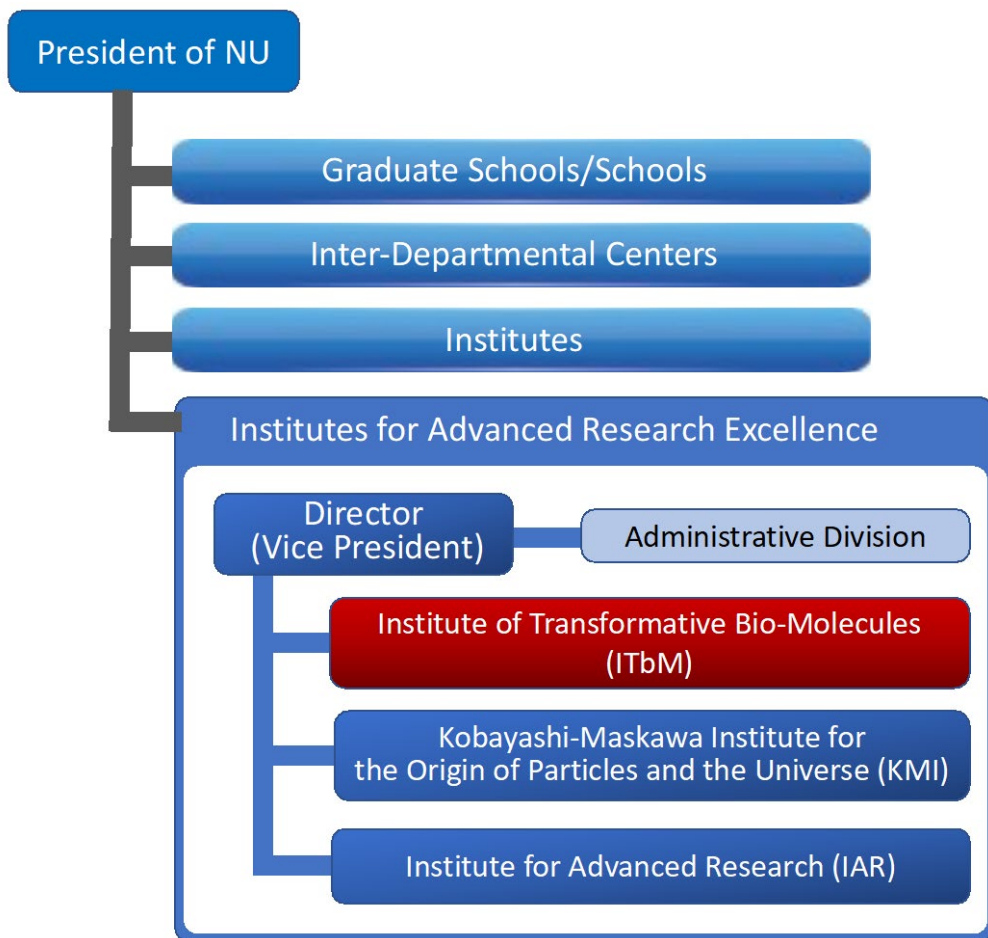 President of NU
Graduate Schools/Schools
Inter-Departmental Centers
Institutes
Institutes for Advanced Research Excellence
Director
(Vice President)
Administrative Division
Institute of Transformative Bio-Molecules
(ITbM)
Kobayashi-Maskawa Institute for
the Origin of Particles and the Universe (KMI)
Institute for Advanced Research (IAR)